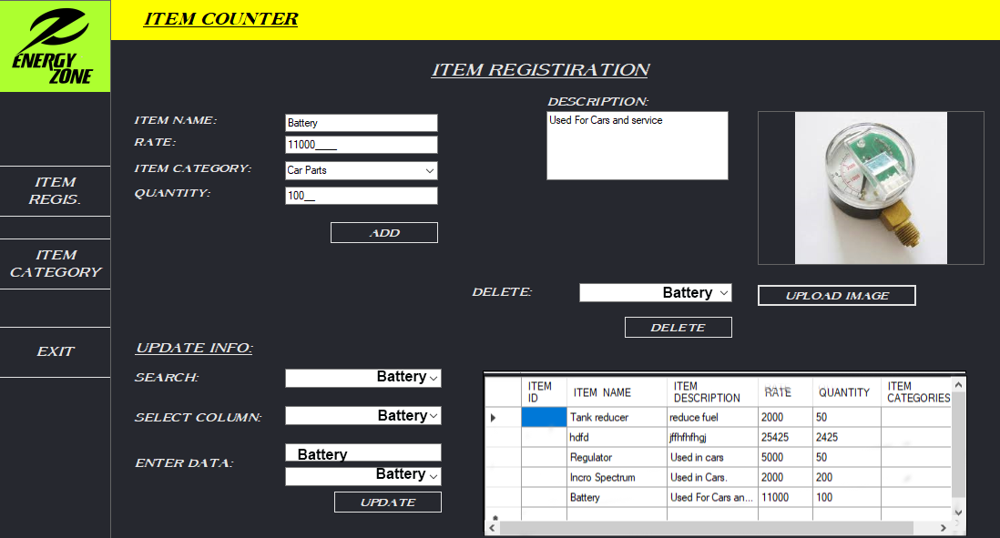 ENERGY
ZONE
ITEM COUNTER
ITEM REGISTIRATION
ITEM NAME:
Battery
RATE:
11000____
ITEM CATEGORY:
Car Parts
QUANTITY:
100__
ADD
DESCRIPTION:
Used For Cars and service
ITEM
REGIS.
ITEM
CATEGORY
EXIT
DELETE:
Battery
UPLOAD IMAGE
DELETE
UPDATE INFO:
SEARCH:
Battery
SELECT COLUMN:
Battery
ENTER DATA:
Battery
Battery
UPDATE
ITEM ID ITEM NAME ITEM DESCRIPTION RATE QUANTITY ITEM CATEGORIES
Tank reducer reduce fuel 2000 50
hdfd jffhfhfhgj 25425 2425
Regulator Used in cars 5000 50
Incro Spectrum Used in Cars. 2000 200
Battery Used For Cars an... 11000 100